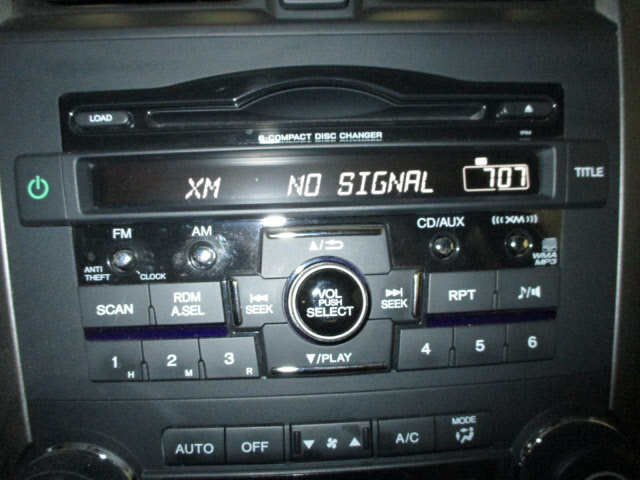 LOAD
6-COMPACT DISC CHANGER
XM NO SIGNAL 707
TITLE
FM
AM
CD/AUX
(((XM)))
ANTI THEFT
CLOCK
WMA
MP3
SCAN
RDM
A.SEL
SEEK
VOL
PUSH
SELECT
SEEK
RPT
1 H
2 M
3 R
/PLAY
4
5
6
AUTO
OFF
A/C
MODE